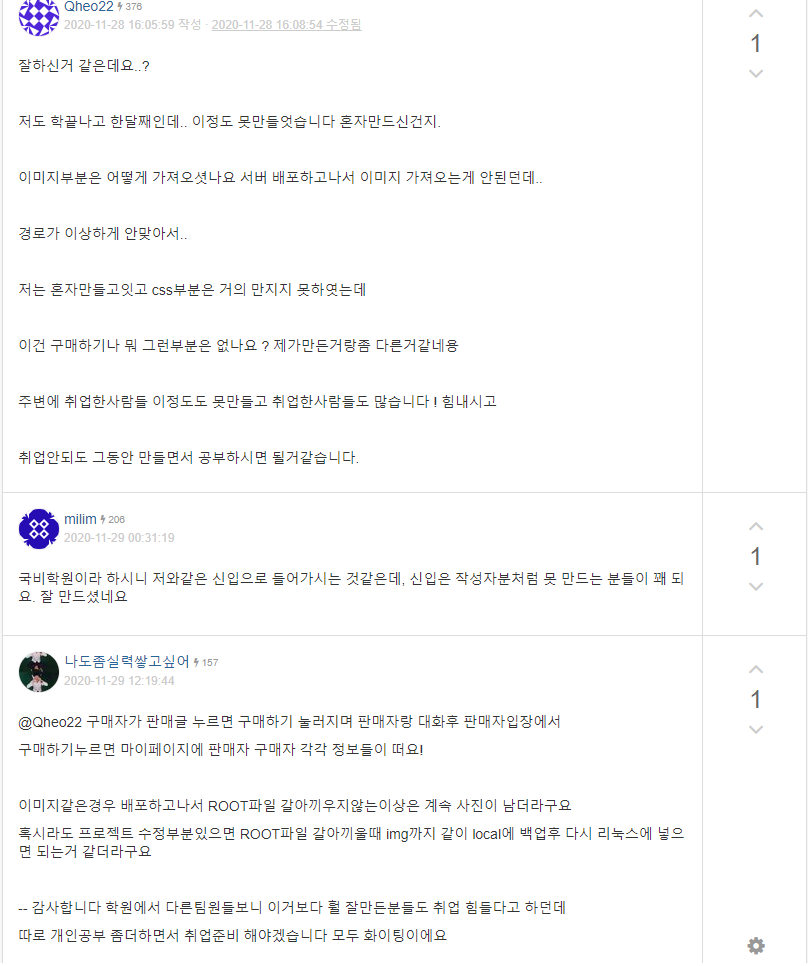 Qheo22 376
2020-11-28 16:05:59 작성 · 2020-11-28 16:08:54 수정됨
1
잘하신거 같은데요..?
저도 학끝나고 한달째인데.. 이정도 못만들엇습니다 혼자만드신건지.
이미지부분은 어떻게 가져오셧나요 서버 배포하고나서 이미지 가져오는게 안된던데..
경로가 이상하게 안맞아서..
저는 혼자만들고잇고 css부분은 거의 만지지 못하엿는데
이건 구매하기나 뭐 그런부분은 없나요 ? 제가만든거랑좀 다른거같네용
주변에 취업한사람들 이정도도 못만들고 취업한사람들도 많습니다 ! 힘내시고
취업안되도 그동안 만들면서 공부하시면 될거같습니다.
milim 206
2020-11-29 00:31:19
1
국비학원이라 하시니 저와같은 신입으로 들어가시는 것같은데, 신입은 작성자분처럼 못 만드는 분들이 꽤 되
요. 잘 만드셨네요
나도좀실력쌓고싶어 157
2020-11-29 12:19:44
1
@Qheo22 구매자가 판매글 누르면 구매하기 눌러지며 판매자랑 대화후 판매자입장에서
구매하기누르면 마이페이지에 판매자 구매자 각각 정보들이 떠요!
이미지같은경우 배포하고나서 ROOT파일 갈아끼우지않는이상은 계속 사진이 남더라구요
혹시라도 프로젝트 수정부분있으면 ROOT파일 갈아끼울때 img까지 같이 local에 백업후 다시 리눅스에 넣으
면 되는거 같더라구요
-- 감사합니다 학원에서 다른팀원들보니 이거보다 훨 잘만든분들도 취업 힘들다고 하던데
따로 개인공부 좀더하면서 취업준비 해야겠습니다 모두 화이팅이에요